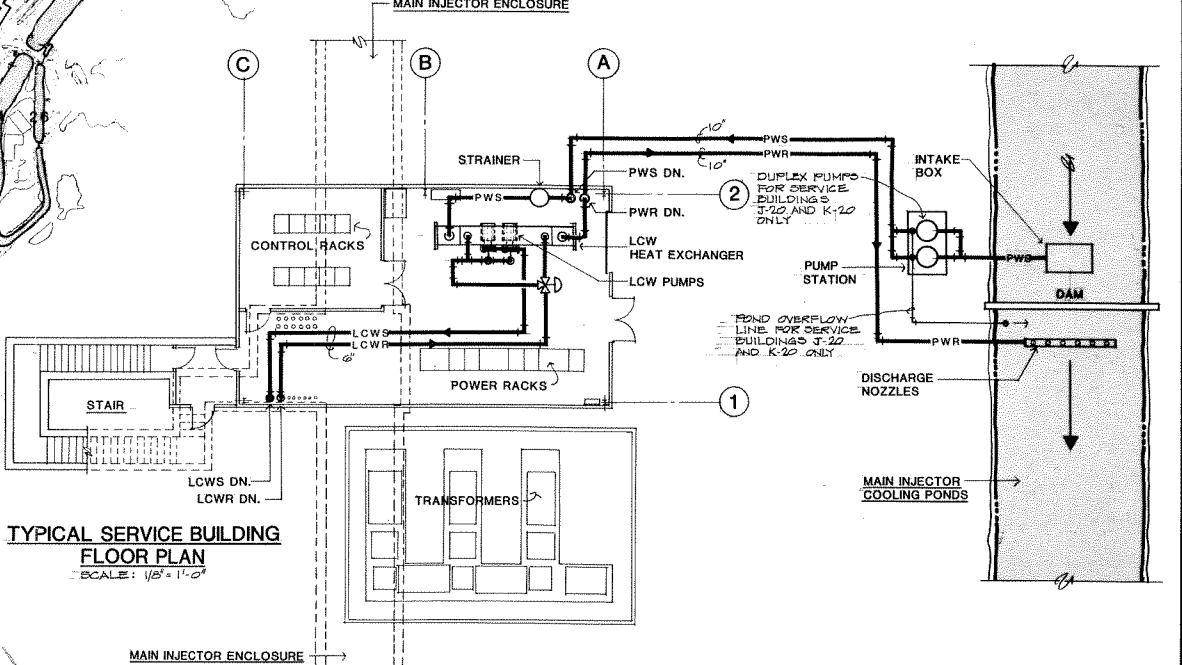 MAIN INJECTOR ENCLOSURE
C
B
A
10"
PWS
PWR
10"
STRAINER
PWS DN.
PWS
2
PWR DN.
DUPLEX PUMPS
FOR SERVICE
BUILDINGS
J-20 AND K-20
ONLY
INTAKE
BOX
CONTROL RACKS
LCW
HEAT EXCHANGER
LCW PUMPS
PUMP
STATION
PWS
DAM
POND OVERFLOW
LINE FOR SERVICE
BUILDINGS J-20
AND K-20 ONLY
LCWS
LCWR
6"
PWR
POWER RACKS
DISCHARGE
NOZZLES
STAIR
1
LCWS DN.
LCWR DN.
TRANSFORMERS
MAIN INJECTOR
COOLING PONDS
TYPICAL SERVICE BUILDING
FLOOR PLAN
SCALE: 1/8" = 1'-0"
MAIN INJECTOR ENCLOSURE